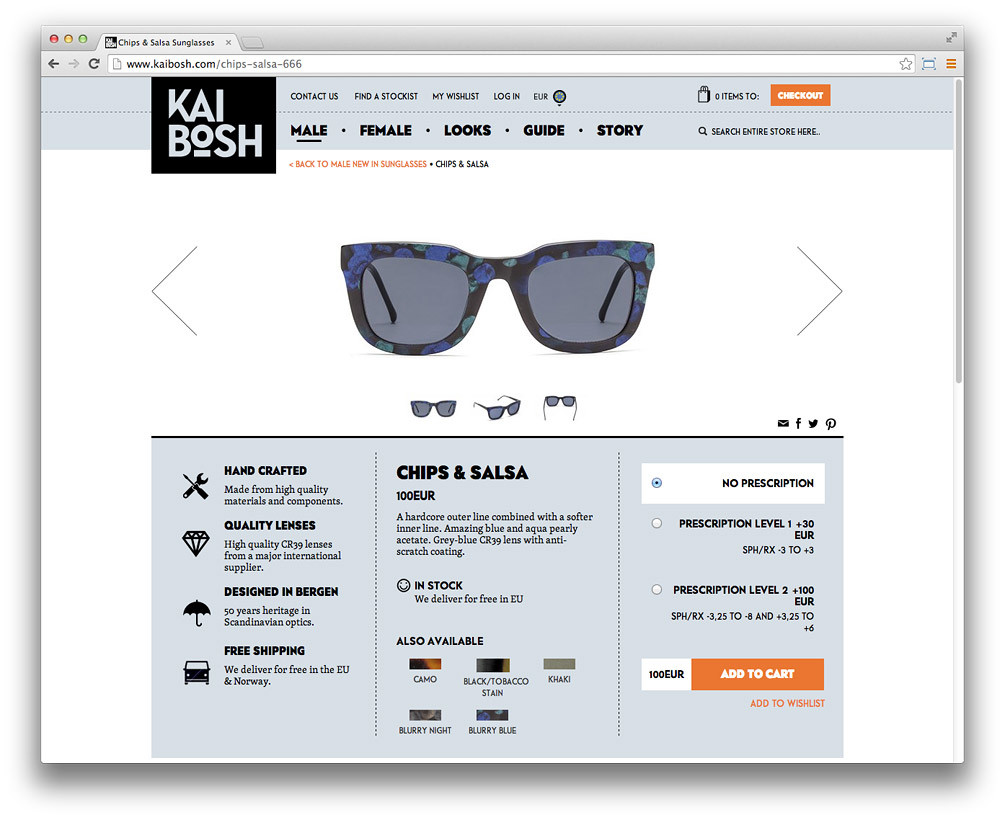 Chips & Salsa Sunglasses
www.kaibosh.com/chips-salsa-666
KAI
BOSH
CONTACT US FIND A STOCKIST MY WISHLIST LOG IN EUR
0 ITEMS TO: CHECKOUT
MALE • FEMALE • LOOKS • GUIDE • STORY
SEARCH ENTIRE STORE HERE..
< BACK TO MALE NEW IN SUNGLASSES • CHIPS & SALSA
HAND CRAFTED
Made from high quality
materials and components.
QUALITY LENSES
High quality CR39 lenses
from a major international
supplier.
DESIGNED IN BERGEN
50 years heritage in
Scandinavian optics.
FREE SHIPPING
We deliver for free in the EU
& Norway.
CHIPS & SALSA
100EUR
A hardcore outer line combined with a softer
inner line. Amazing blue and aqua pearly
acetate. Grey-blue CR39 lens with anti-
scratch coating.
IN STOCK
We deliver for free in EU
ALSO AVAILABLE
CAMO
BLACK/TOBACCO
STAIN
KHAKI
BLURRY NIGHT
BLURRY BLUE
NO PRESCRIPTION
PRESCRIPTION LEVEL 1 +30
EUR
SPH/RX -3 TO +3
PRESCRIPTION LEVEL 2 +100
EUR
SPH/RX -3,25 TO -8 AND +3,25 TO
+6
100EUR ADD TO CART
ADD TO WISHLIST